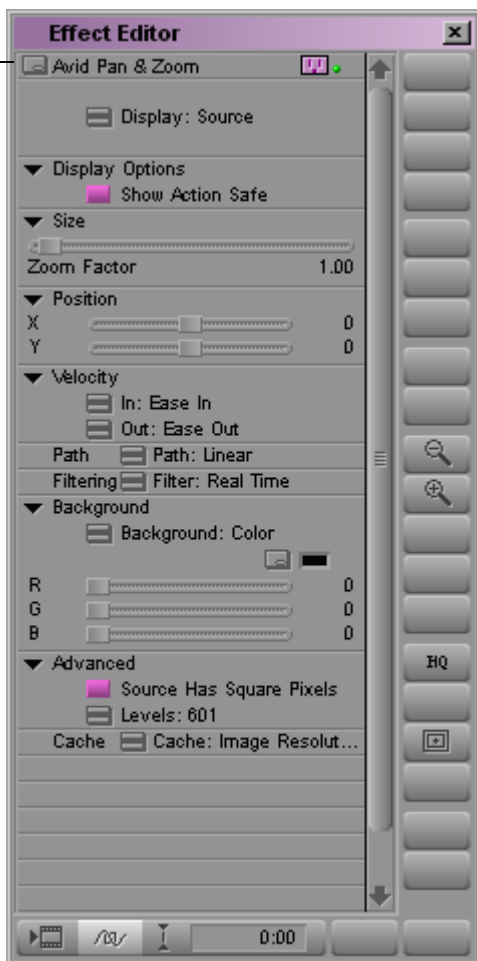 Effect Editor
Avid Pan & Zoom
Display: Source
Display Options
Show Action Safe
Size
Zoom Factor 1.00
Position
X 0
Y 0
Velocity
In: Ease In
Out: Ease Out
Path Path: Linear
Filtering Filter: Real Time
Background
Background: Color
R 0
G 0
B 0
Advanced
HQ
Source Has Square Pixels
Levels: 601
Cache Cache: Image Resolut...
0:00